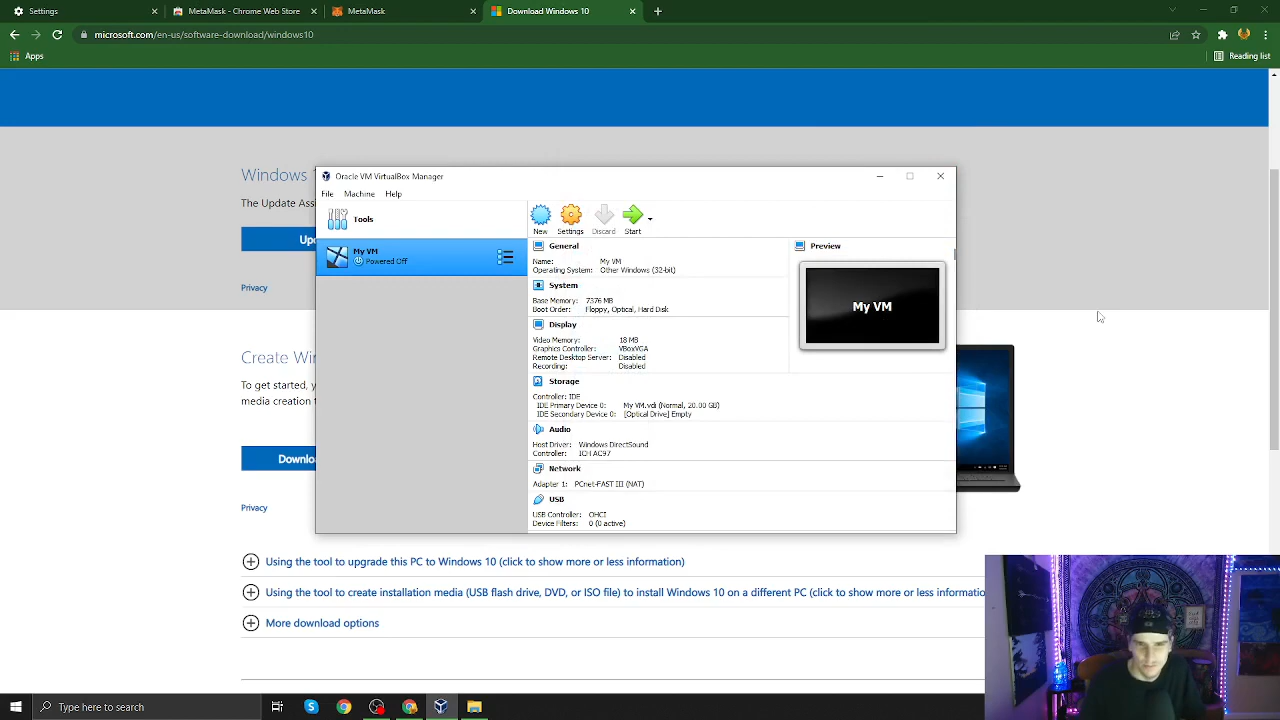 Settings
MetaMask - Chrome Web Store
MetaMask
Download Windows 10
microsoft.com/en-us/software-download/windows10
Apps
Reading list
Windows
The Update Assi
Up
Privacy
Create Wi
To get started, y
media creation t
Downlo
Privacy
Oracle VM VirtualBox Manager
File Machine Help
Tools
My VM
Powered Off
New Settings Discard Start
General
Name: My VM
Operating System: Other Windows (32-bit)
System
Base Memory: 7376 MB
Boot Order: Floppy, Optical, Hard Disk
Display
Video Memory: 18 MB
Graphics Controller: VBoxVGA
Remote Desktop Server: Disabled
Recording: Disabled
Storage
Controller: IDE
IDE Primary Device 0: My VM.vdi (Normal, 20.00 GB)
IDE Secondary Device 0: [Optical Drive] Empty
Audio
Host Driver: Windows DirectSound
Controller: ICH AC97
Network
Adapter 1: PCnet-FAST III (NAT)
USB
USB Controller: OHCI
Device Filters: 0 (0 active)
Preview
My VM
Using the tool to upgrade this PC to Windows 10 (click to show more or less information)
Using the tool to create installation media (USB flash drive, DVD, or ISO file) to install Windows 10 on a different PC (click to show more or less informatio
More download options
Type here to search